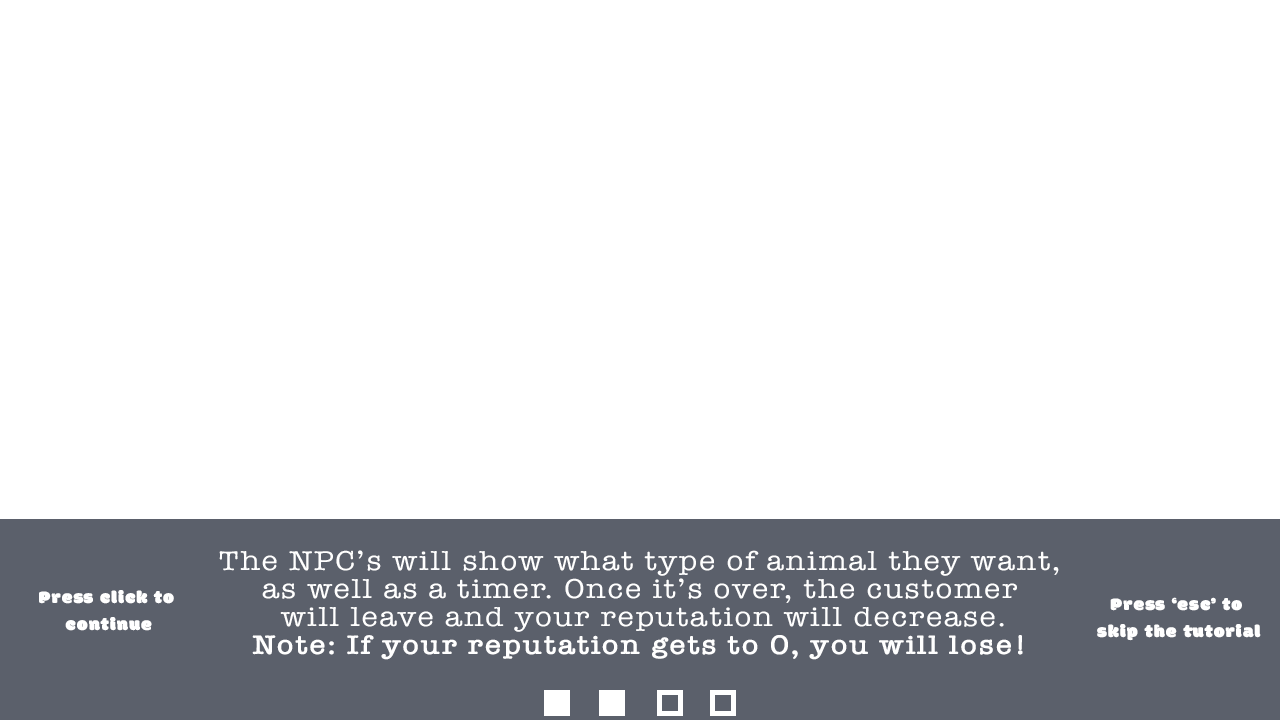 The NPC’s will show what type of animal they want,
as well as a timer. Once it’s over, the customer
will leave and your reputation will decrease.
Note: If your reputation gets to 0, you will lose!
Press click to
continue
Press ‘esc’ to
skip the tutorial